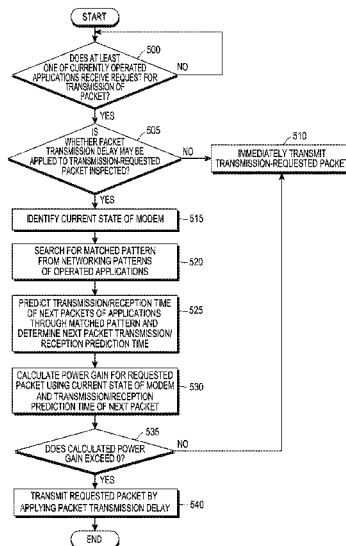 START
500
DOES AT LEAST
ONE OF CURRENTLY OPERATED
APPLICATIONS RECEIVE REQUEST FOR
TRANSMISSION OF
PACKET?
NO
YES
505
IS
WHETHER PACKET
TRANSMISSION DELAY MAY BE
APPLIED TO TRANSMISSION-REQUESTED
PACKET INSPECTED?
NO
510
IMMEDIATELY TRANSMIT
TRANSMISSION-REQUESTED PACKET
YES
IDENTIFY CURRENT STATE OF MODEM
515
SEARCH FOR MATCHED PATTERN
FROM NETWORKING PATTERNS
OF OPERATED APPLICATIONS
520
PREDICT TRANSMISSION/RECEPTION TIME
OF NEXT PACKETS OF APPLICATIONS
THROUGH MATCHED PATTERN AND
DETERMINE NEXT PACKET TRANSMISSION/
RECEPTION PREDICTION TIME
525
CALCULATE POWER GAIN FOR REQUESTED
PACKET USING CURRENT STATE OF MODEM
AND TRANSMISSION/RECEPTION
PREDICTION TIME OF NEXT PACKET
530
535
DOES CALCULATED POWER
GAIN EXCEED 0?
NO
YES
TRANSMIT REQUESTED PACKET BY
APPLYING PACKET TRANSMISSION DELAY
540
END